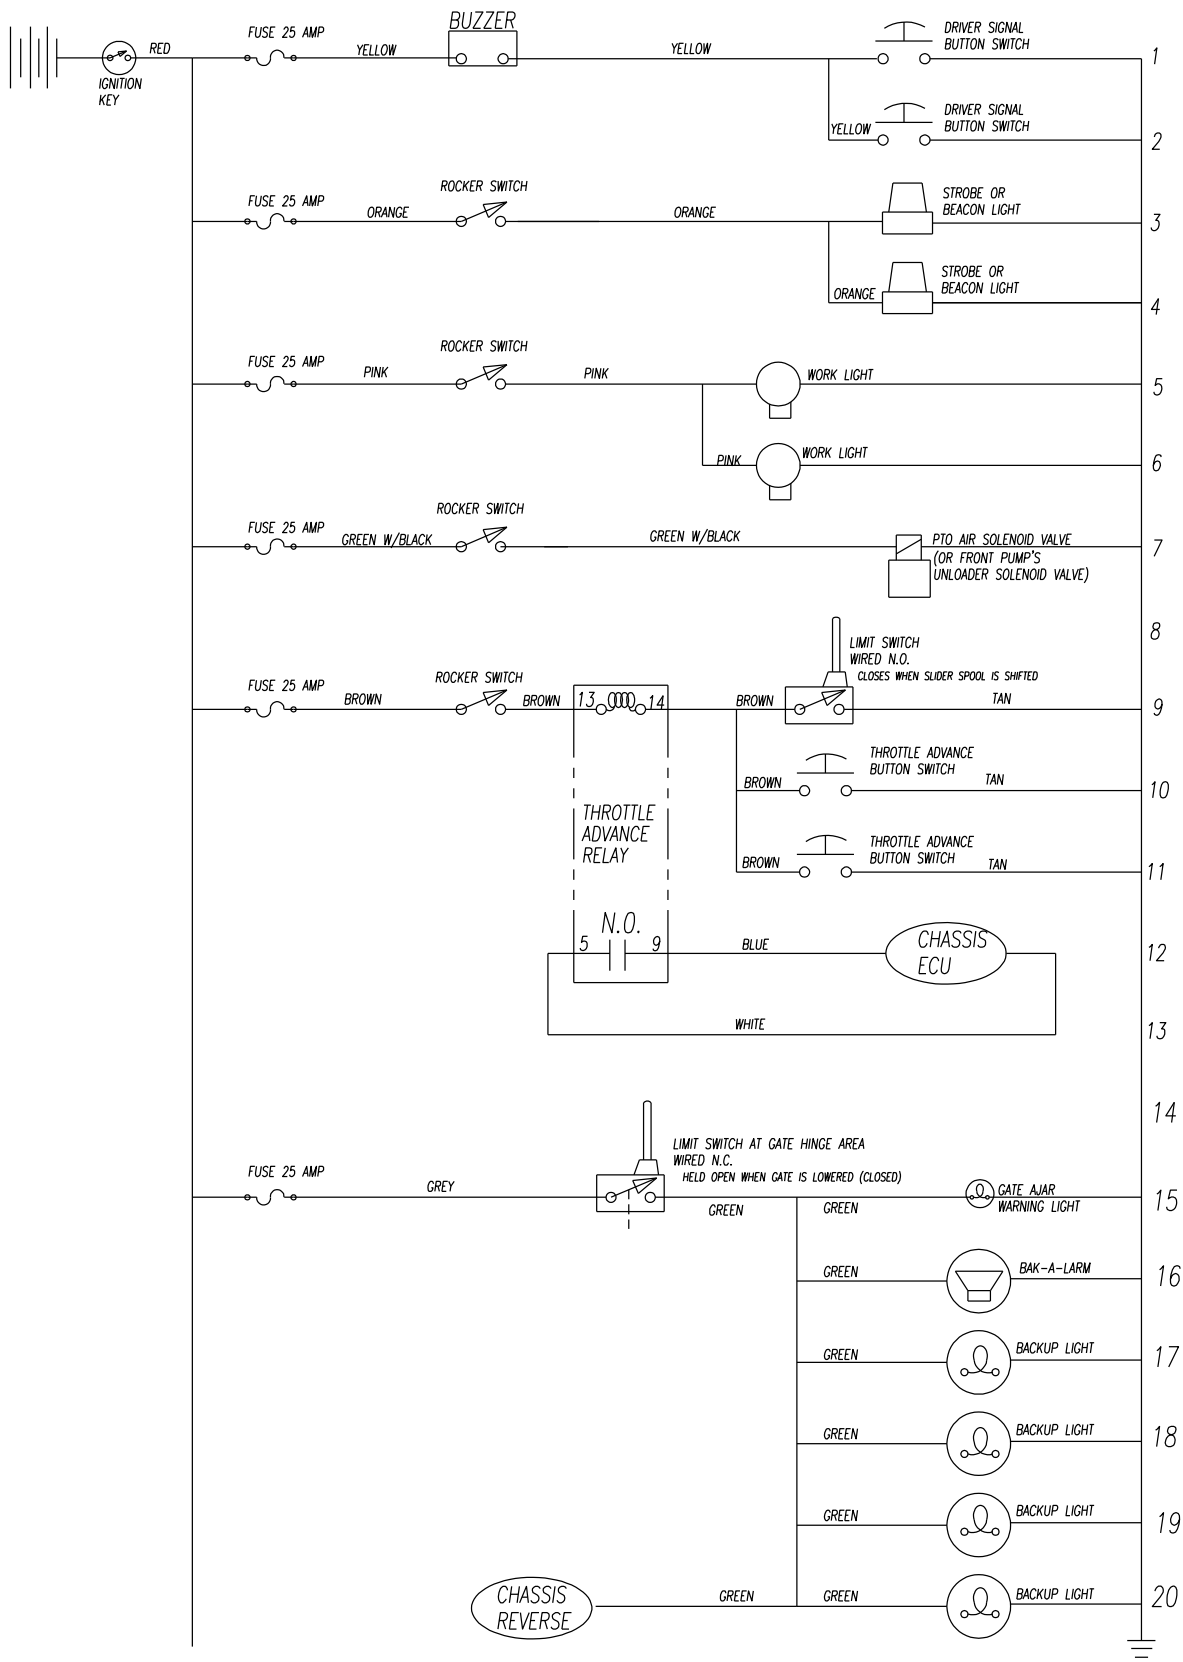 BUZZER
FUSE 25 AMP
YELLOW
YELLOW
DRIVER SIGNAL
BUTTON SWITCH
1
RED
IGNITION
KEY
DRIVER SIGNAL
BUTTON SWITCH
YELLOW
2
FUSE 25 AMP
ROCKER SWITCH
ORANGE
ORANGE
STROBE OR
BEACON LIGHT
3
STROBE OR
BEACON LIGHT
ORANGE
4
FUSE 25 AMP
ROCKER SWITCH
PINK
PINK
WORK LIGHT
5
PINK
WORK LIGHT
6
FUSE 25 AMP
ROCKER SWITCH
GREEN W/BLACK
GREEN W/BLACK
PTO AIR SOLENOID VALVE
(OR FRONT PUMP'S
UNLOADER SOLENOID VALVE)
7
8
LIMIT SWITCH
WIRED N.O.
CLOSES WHEN SLIDER SPOOL IS SHIFTED
FUSE 25 AMP
ROCKER SWITCH
BROWN
BROWN
13
14
BROWN
TAN
9
THROTTLE ADVANCE
BUTTON SWITCH
BROWN
TAN
10
THROTTLE
ADVANCE
RELAY
THROTTLE ADVANCE
BUTTON SWITCH
BROWN
TAN
11
N.O.
5
9
BLUE
CHASSIS
ECU
12
WHITE
13
14
LIMIT SWITCH AT GATE HINGE AREA
WIRED N.C.
HELD OPEN WHEN GATE IS LOWERED (CLOSED)
FUSE 25 AMP
GREY
GREEN
GREEN
GATE AJAR
WARNING LIGHT
15
GREEN
BAK-A-LARM
16
GREEN
BACKUP LIGHT
17
GREEN
BACKUP LIGHT
18
GREEN
BACKUP LIGHT
19
CHASSIS
REVERSE
GREEN
GREEN
BACKUP LIGHT
20